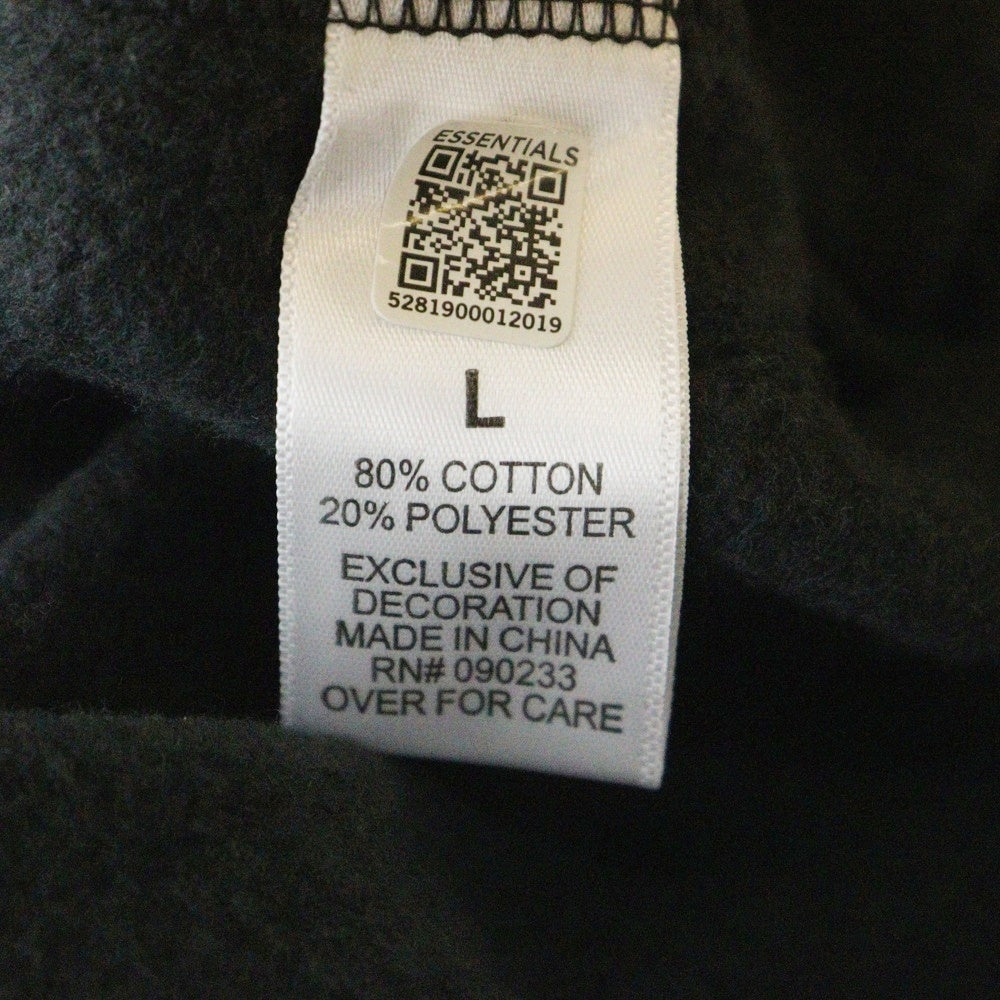 ESSENTIALS
5281900012019
L
80% COTTON
20% POLYESTER
EXCLUSIVE OF
DECORATION
MADE IN CHINA
RN# 090233
OVER FOR CARE